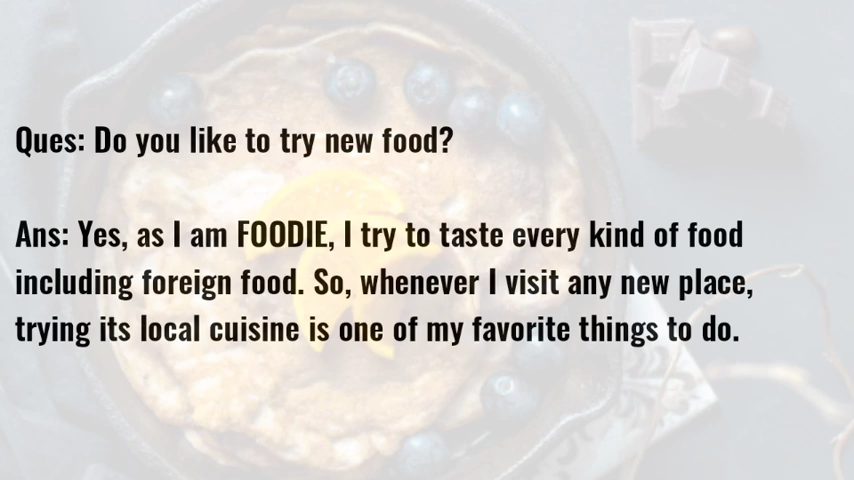 Ques: Do you like to try new food?
Ans: Yes, as I am FOODIE, I try to taste every kind of food
including foreign food. So, whenever I visit any new place,
trying its local cuisine is one of my favorite things to do.